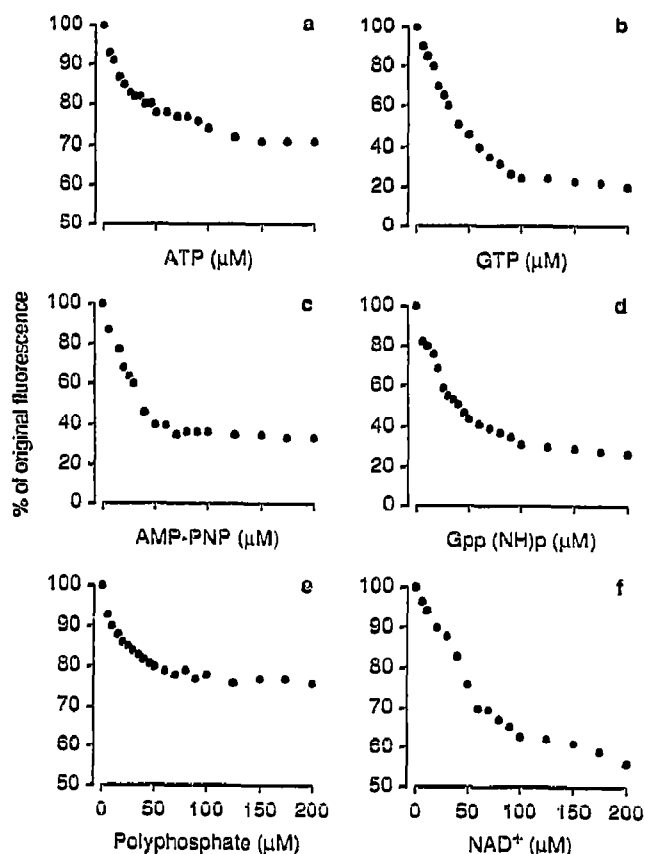 a
100
90
80
70
60
50
ATP (μM)
b
100
80
60
40
20
0
GTP (μM)
% of original fluorescence
c
100
80
60
40
20
0
AMP-PNP (μM)
d
100
80
60
40
20
0
Gpp (NH)p (μM)
e
100
90
80
70
60
50
0 50 100 150 200
Polyphosphate (μM)
f
100
90
80
70
60
50
0 50 100 150 200
NAD⁺ (μM)